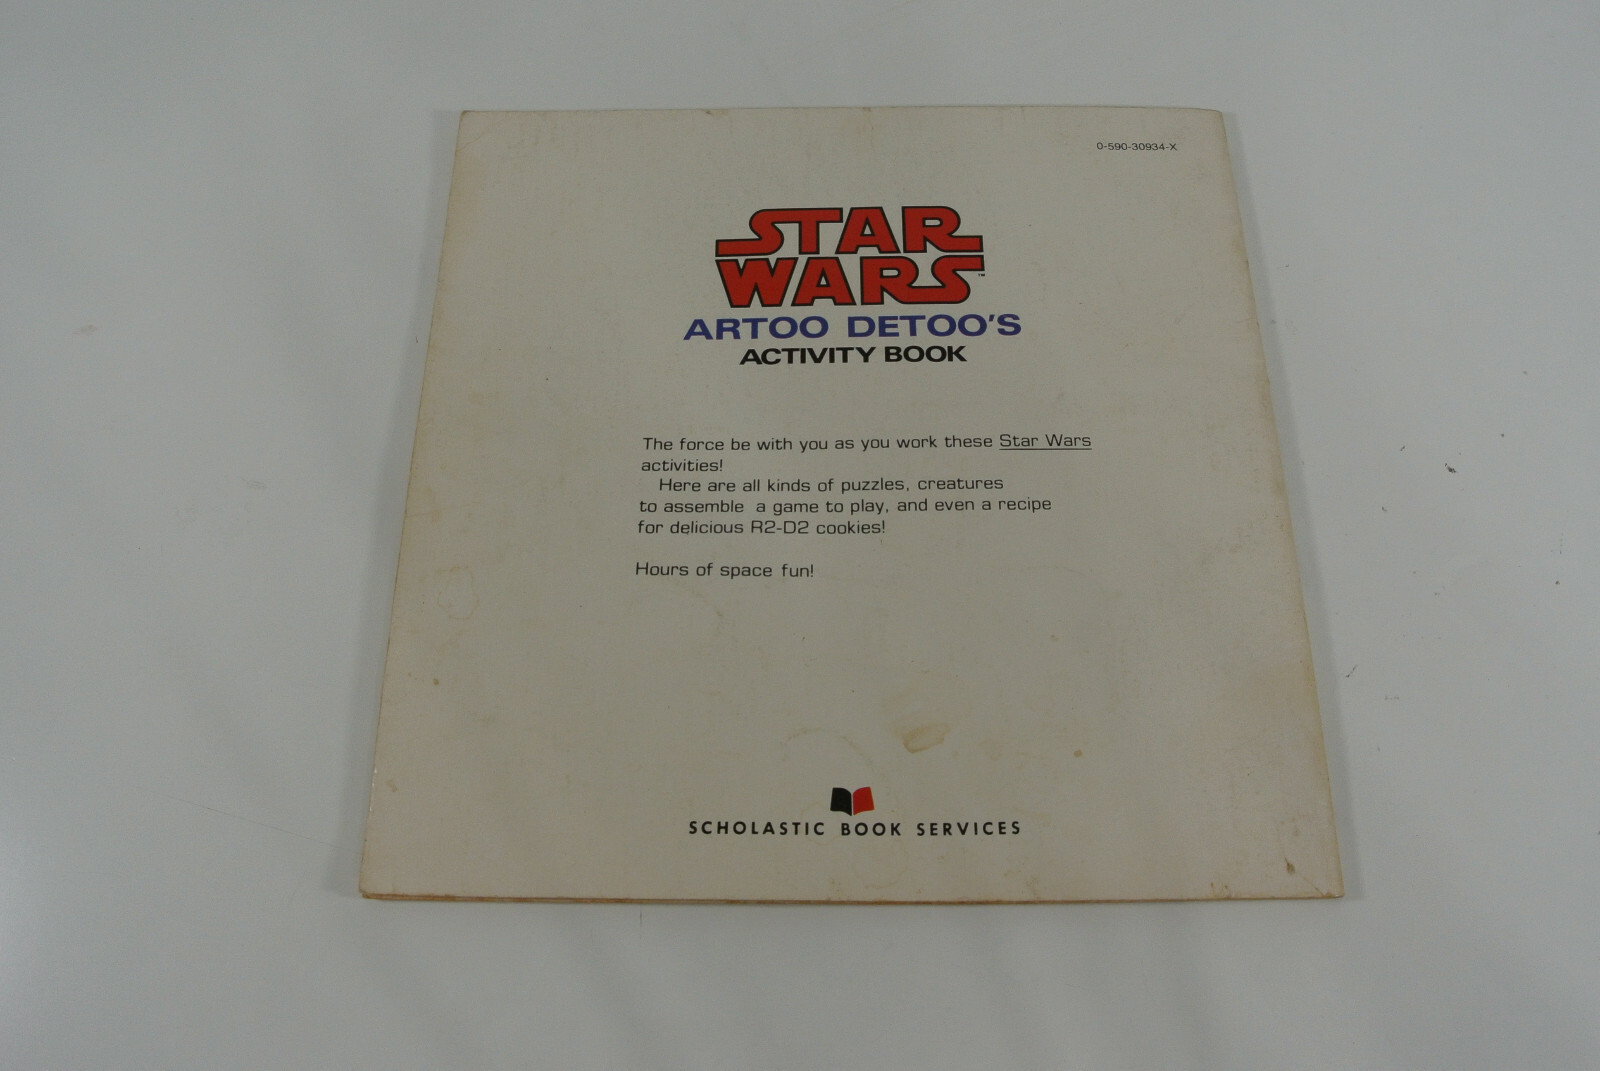 0-590-30934-X
STAR
WARS™
ARTOO DETOO'S
ACTIVITY BOOK
The force be with you as you work these Star Wars
activities!
Here are all kinds of puzzles, creatures
to assemble a game to play, and even a recipe
for delicious R2-D2 cookies!
Hours of space fun!
SCHOLASTIC BOOK SERVICES